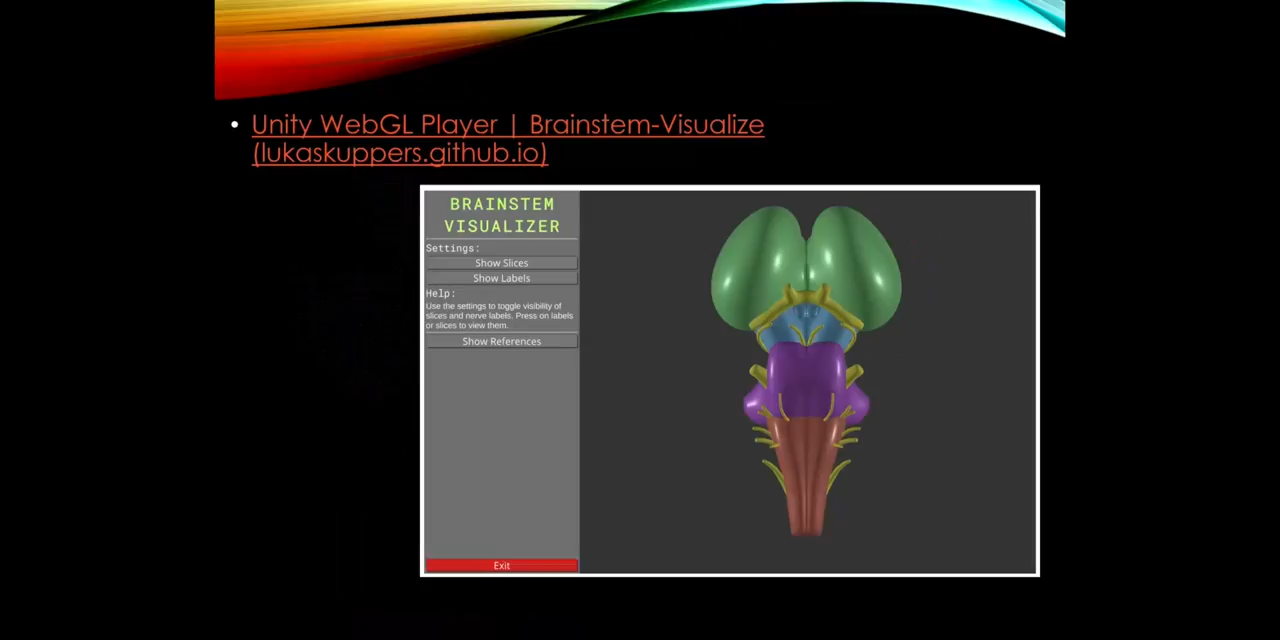 • Unity WebGL Player | Brainstem-Visualize
(lukaskuppers.github.io)
BRAINSTEM
VISUALIZER
Settings:
Show Slices
Show Labels
Help:
Use the settings to toggle visibility of
slices and nerve labels. Press on labels
or slices to view them.
Show References
Exit